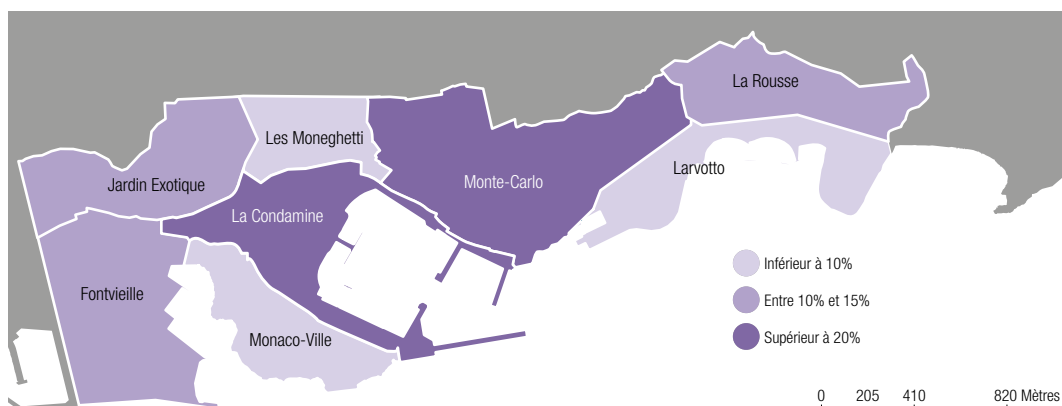 La Rousse
Les Moneghetti
Larvotto
Jardin Exotique
Monte-Carlo
La Condamine
Fontvieille
Monaco-Ville
Inférieur à 10%
Entre 10% et 15%
Supérieur à 20%
0 205 410 820 Mètres